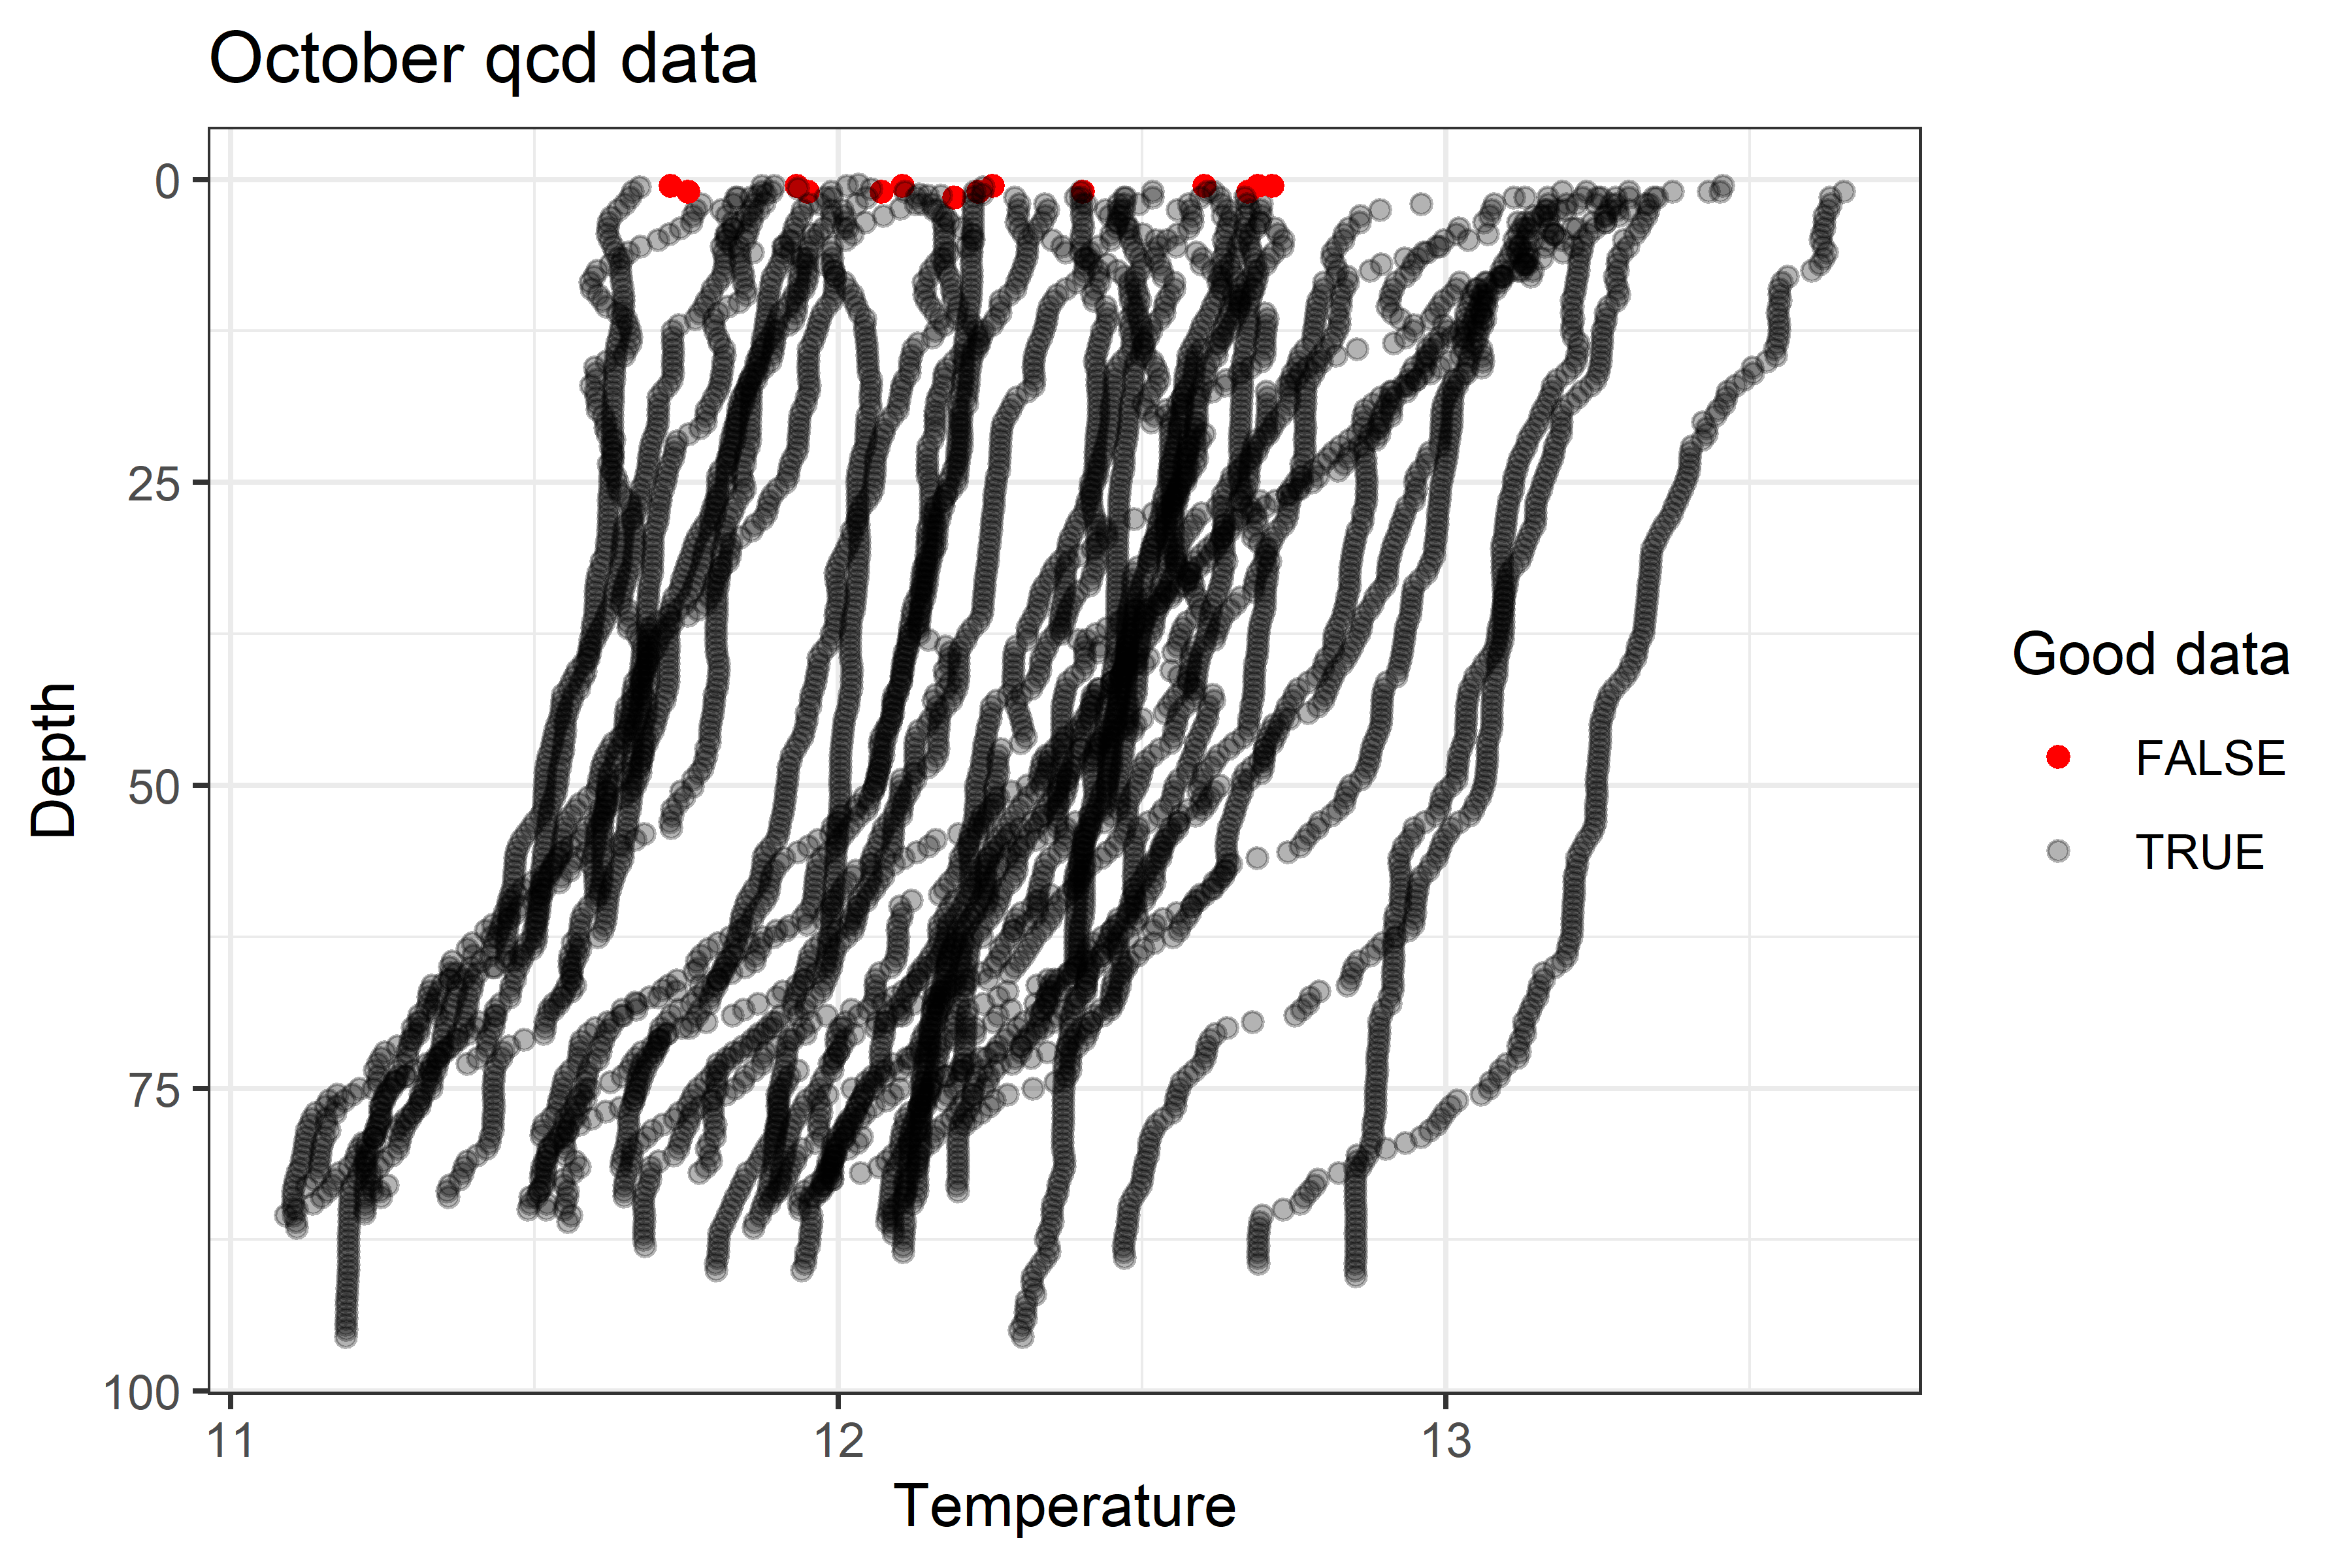 October qcd data
0
25
50
75
100
Depth
11
12
13
Temperature
Good data
FALSE
TRUE